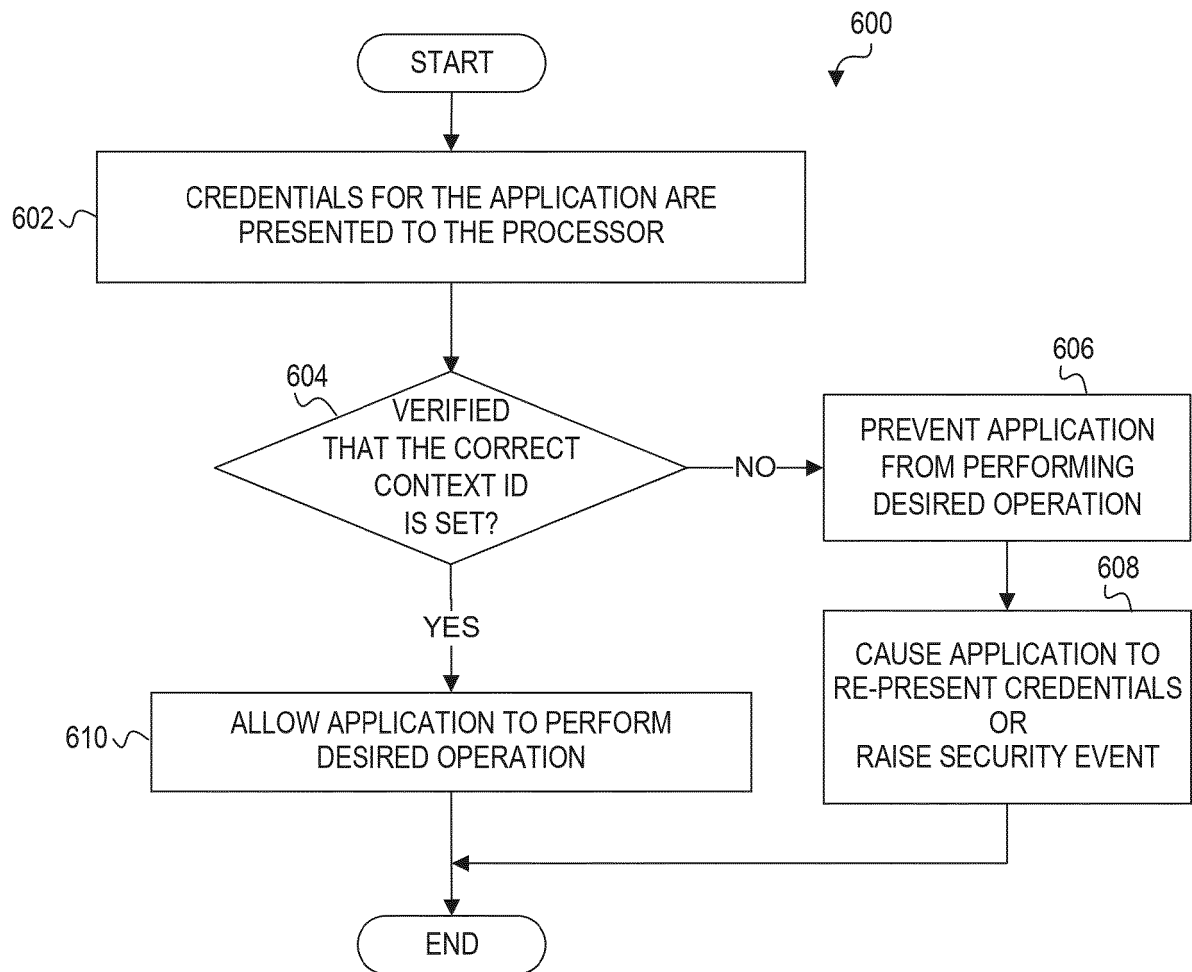 600
START
602
CREDENTIALS FOR THE APPLICATION ARE
PRESENTED TO THE PROCESSOR
604
VERIFIED
THAT THE CORRECT
CONTEXT ID
IS SET?
NO
606
PREVENT APPLICATION
FROM PERFORMING
DESIRED OPERATION
608
CAUSE APPLICATION TO
RE-PRESENT CREDENTIALS
OR
RAISE SECURITY EVENT
YES
610
ALLOW APPLICATION TO PERFORM
DESIRED OPERATION
END